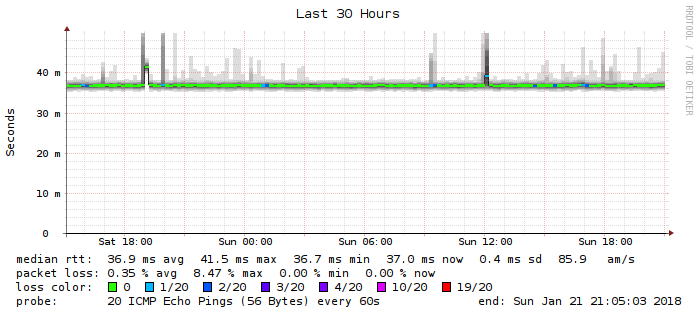 Last 30 Hours
RRDTOOL / TOBI OETIKER
Seconds
40 m
30 m
20 m
10 m
0
Sat 18:00 Sun 00:00 Sun 06:00 Sun 12:00 Sun 18:00
median rtt: 36.9 ms avg 41.5 ms max 36.7 ms min 37.0 ms now 0.4 ms sd 85.9 am/s
packet loss: 0.35 % avg 8.47 % max 0.00 % min 0.00 % now
loss color: 0 1/20 2/20 3/20 4/20 10/20 19/20
probe: 20 ICMP Echo Pings (56 Bytes) every 60s end: Sun Jan 21 21:05:03 2018